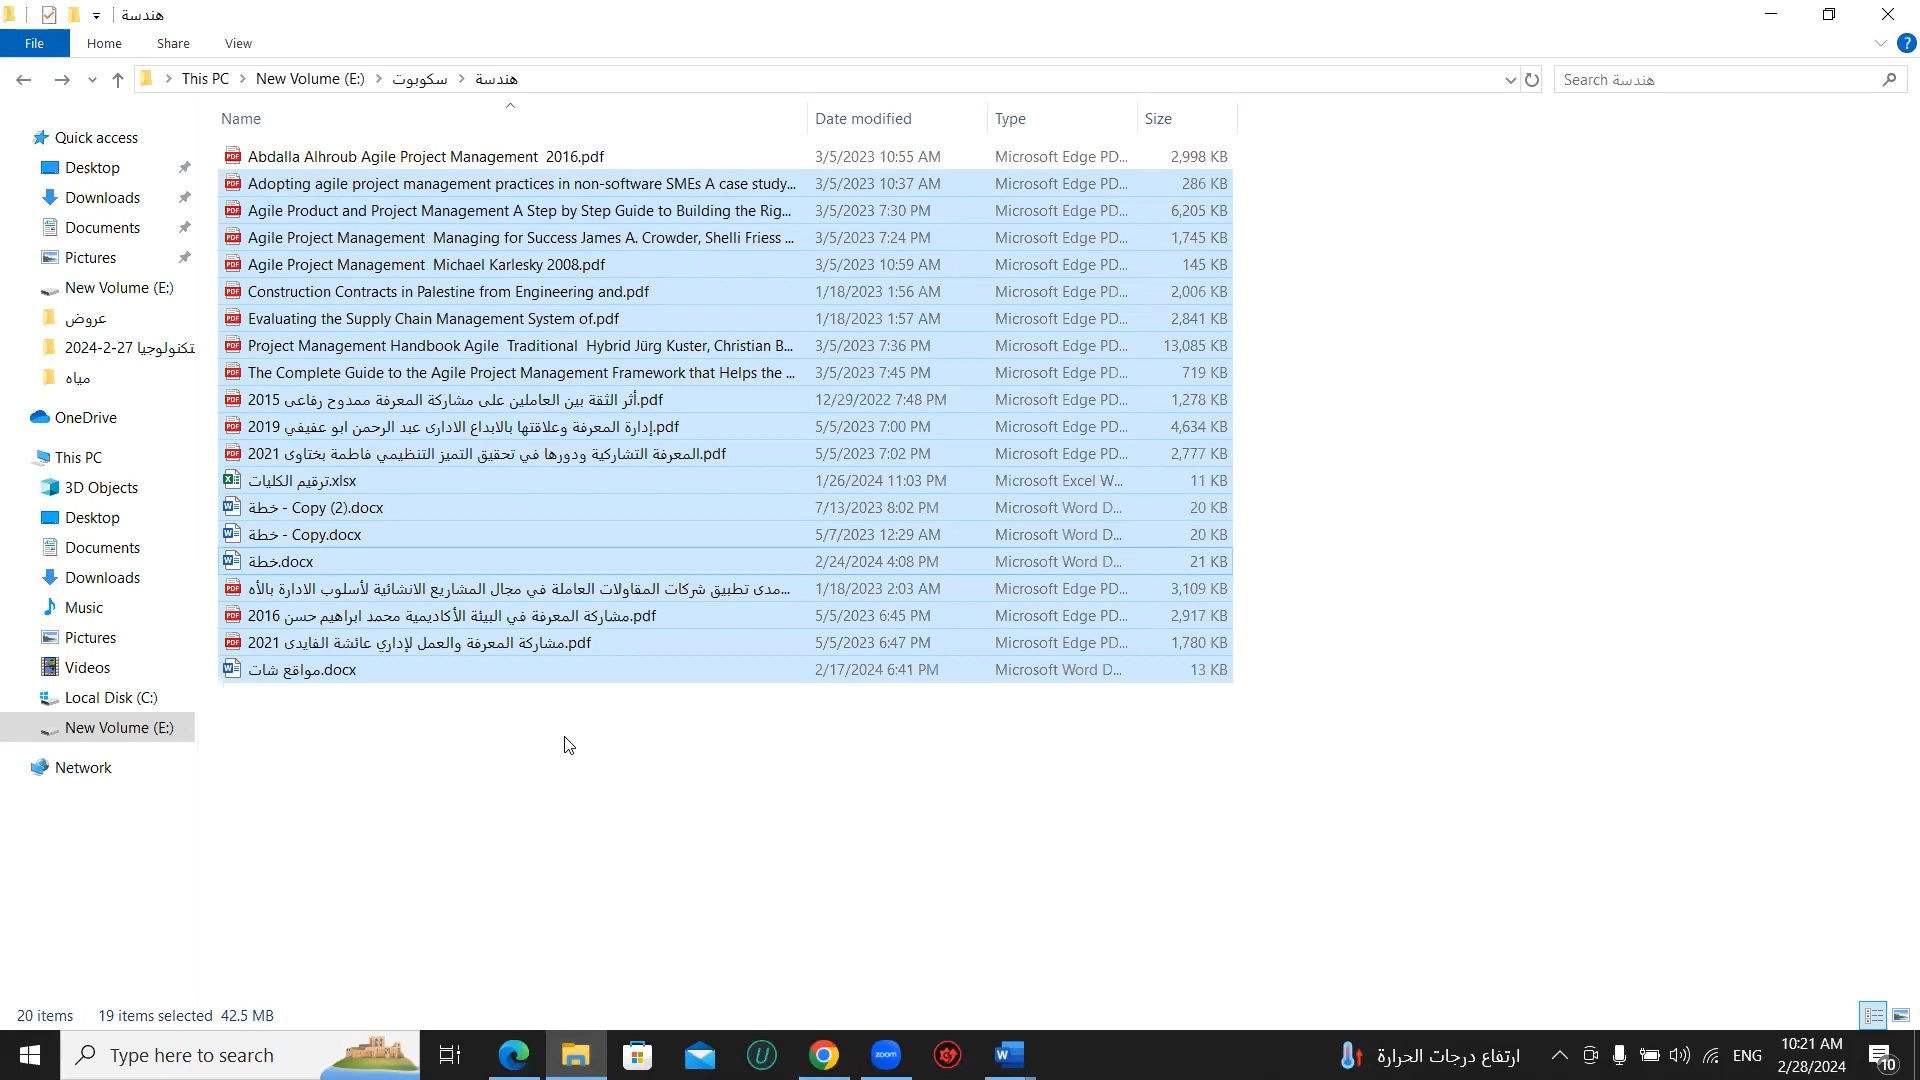 هندسة
File Home Share View
This PC New Volume (E:) سكوبوت هندسة
Search هندسة
Name Date modified Type Size
Quick access
Desktop
Downloads
Documents
Pictures
New Volume (E:)
عروض
تكنولوجيا 27-2-2024
مياه
OneDrive
This PC
3D Objects
Desktop
Documents
Downloads
Music
Pictures
Videos
Local Disk (C:)
New Volume (E:)
Network
Abdalla Alhroub Agile Project Management 2016.pdf 3/5/2023 10:55 AM Microsoft Edge PD... 2,998 KB
Adopting agile project management practices in non-software SMEs A case study... 3/5/2023 10:37 AM Microsoft Edge PD... 286 KB
Agile Product and Project Management A Step by Step Guide to Building the Rig... 3/5/2023 7:30 PM Microsoft Edge PD... 6,205 KB
Agile Project Management Managing for Success James A. Crowder, Shelli Friess ... 3/5/2023 7:24 PM Microsoft Edge PD... 1,745 KB
Agile Project Management Michael Karlesky 2008.pdf 3/5/2023 10:59 AM Microsoft Edge PD... 145 KB
Construction Contracts in Palestine from Engineering and.pdf 1/18/2023 1:56 AM Microsoft Edge PD... 2,006 KB
Evaluating the Supply Chain Management System of.pdf 1/18/2023 1:57 AM Microsoft Edge PD... 2,841 KB
Project Management Handbook Agile Traditional Hybrid Jürg Kuster, Christian B... 3/5/2023 7:36 PM Microsoft Edge PD... 13,085 KB
The Complete Guide to the Agile Project Management Framework that Helps the ... 3/5/2023 7:45 PM Microsoft Edge PD... 719 KB
أثر الثقة بين العاملين على مشاركة المعرفة ممدوح رفاعى 2015.pdf 12/29/2022 7:48 PM Microsoft Edge PD... 1,278 KB
إدارة المعرفة وعلاقتها بالابداع الادارى عبد الرحمن ابو عفيفي 2019.pdf 5/5/2023 7:00 PM Microsoft Edge PD... 4,634 KB
المعرفة التشاركية ودورها في تحقيق التميز التنظيمي فاطمة بختاوى 2021.pdf 5/5/2023 7:02 PM Microsoft Edge PD... 2,777 KB
ترقيم الكليات.xlsx 1/26/2024 11:03 PM Microsoft Excel W... 11 KB
خطة - Copy (2).docx 7/13/2023 8:02 PM Microsoft Word D... 20 KB
خطة - Copy.docx 5/7/2023 12:29 AM Microsoft Word D... 20 KB
خطة.docx 2/24/2024 4:08 PM Microsoft Word D... 21 KB
مدى تطبيق شركات المقاولات العاملة في مجال المشاريع الانشائية لأسلوب الادارة بالأه... 1/18/2023 2:03 AM Microsoft Edge PD... 3,109 KB
مشاركة المعرفة في البيئة الأكاديمية محمد ابراهيم حسن 2016.pdf 5/5/2023 6:45 PM Microsoft Edge PD... 2,917 KB
مشاركة المعرفة والعمل لإداري عائشة الفايدى 2021.pdf 5/5/2023 6:47 PM Microsoft Edge PD... 1,780 KB
مواقع شات.docx 2/17/2024 6:41 PM Microsoft Word D... 13 KB
20 items 19 items selected 42.5 MB
Type here to search
zoom
ارتفاع درجات الحرارة
ENG
10:21 AM
2/28/2024
10